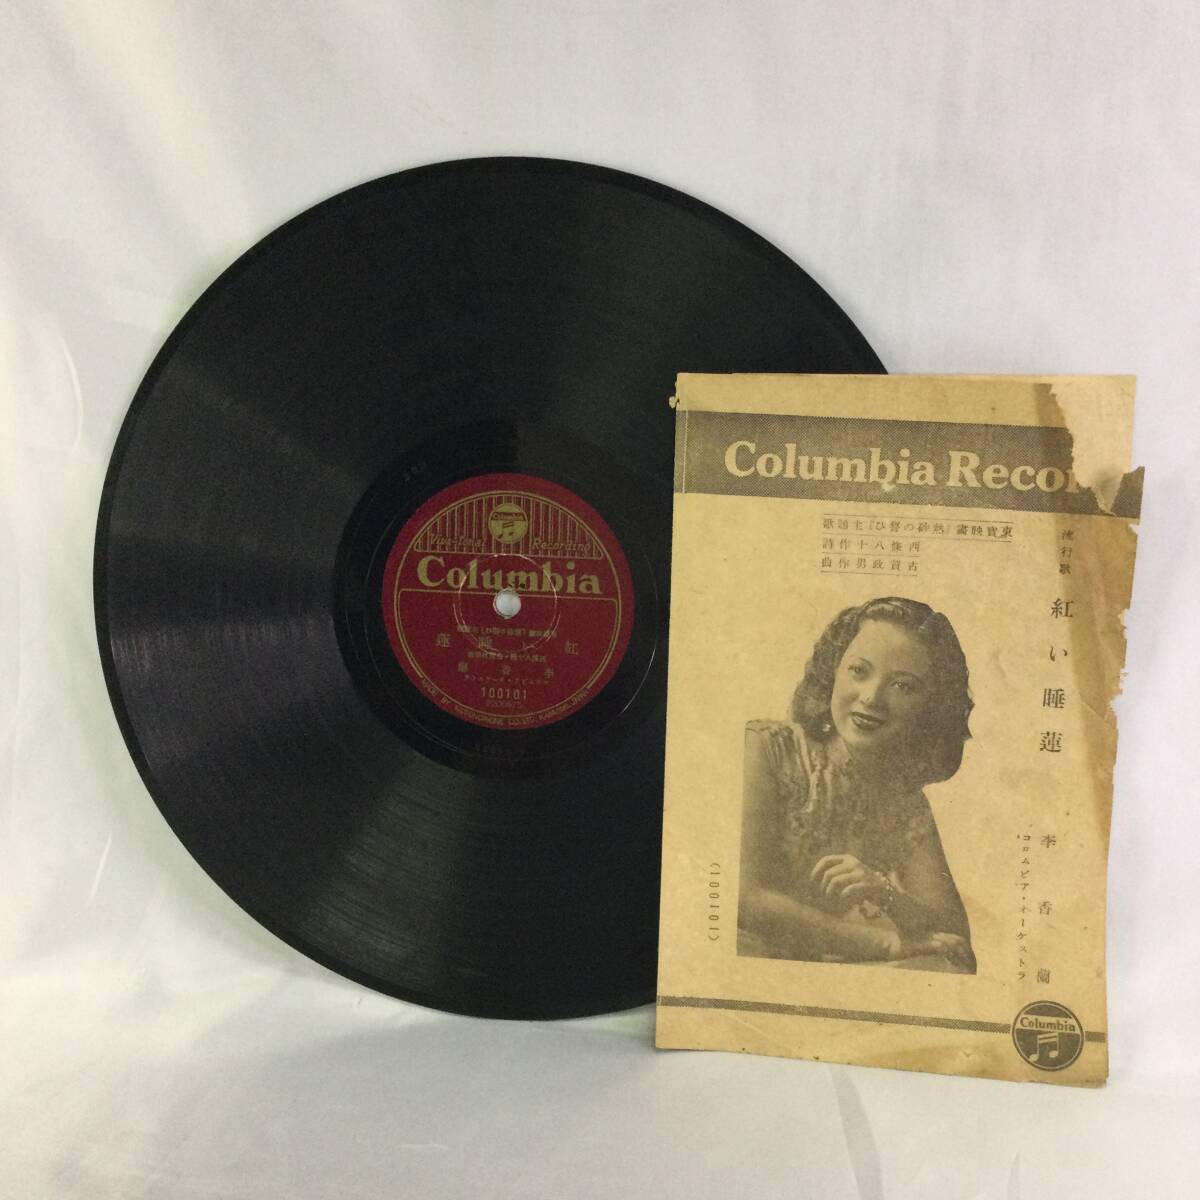 Columbia
Viva-tonal Recording
Columbia
紅い睡蓮
李香蘭
100101
Columbia Recor
東寶映畫『熱砂の誓ひ』主題歌
西條八十作詩
古賀政男作曲
流行歌
紅い睡蓮
李香蘭
コロムビア・オーケストラ
(100101)
Columbia